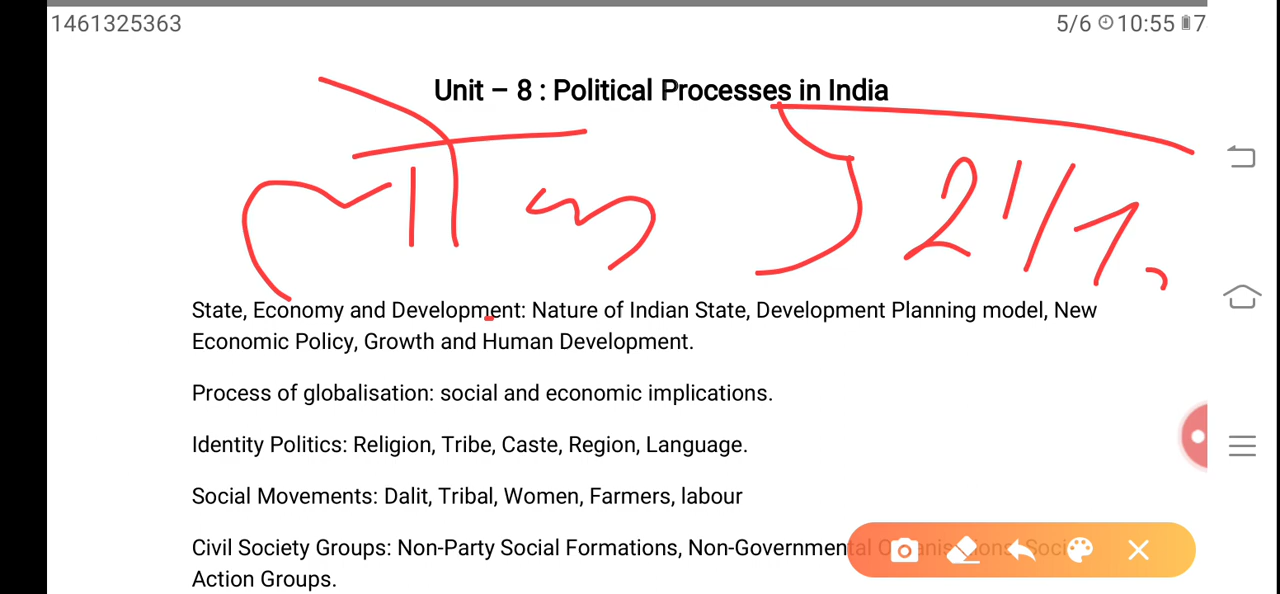 1461325363
5/6 10:55 7
Unit – 8 : Political Processes in India
State, Economy and Development: Nature of Indian State, Development Planning model, New
Economic Policy, Growth and Human Development.
Process of globalisation: social and economic implications.
Identity Politics: Religion, Tribe, Caste, Region, Language.
Social Movements: Dalit, Tribal, Women, Farmers, labour
Civil Society Groups: Non-Party Social Formations, Non-Governmental
Action Groups.